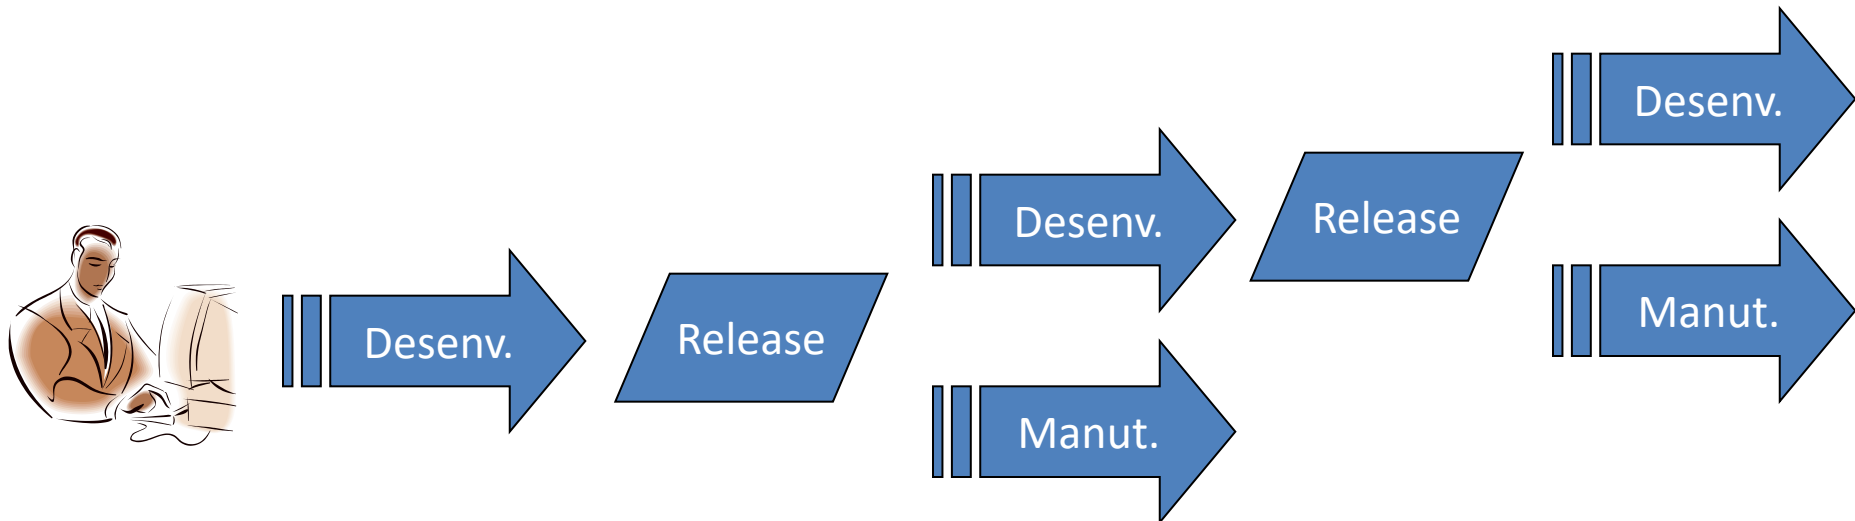 Desenv.
Release
Desenv.
Manut.
Release
Desenv.
Manut.